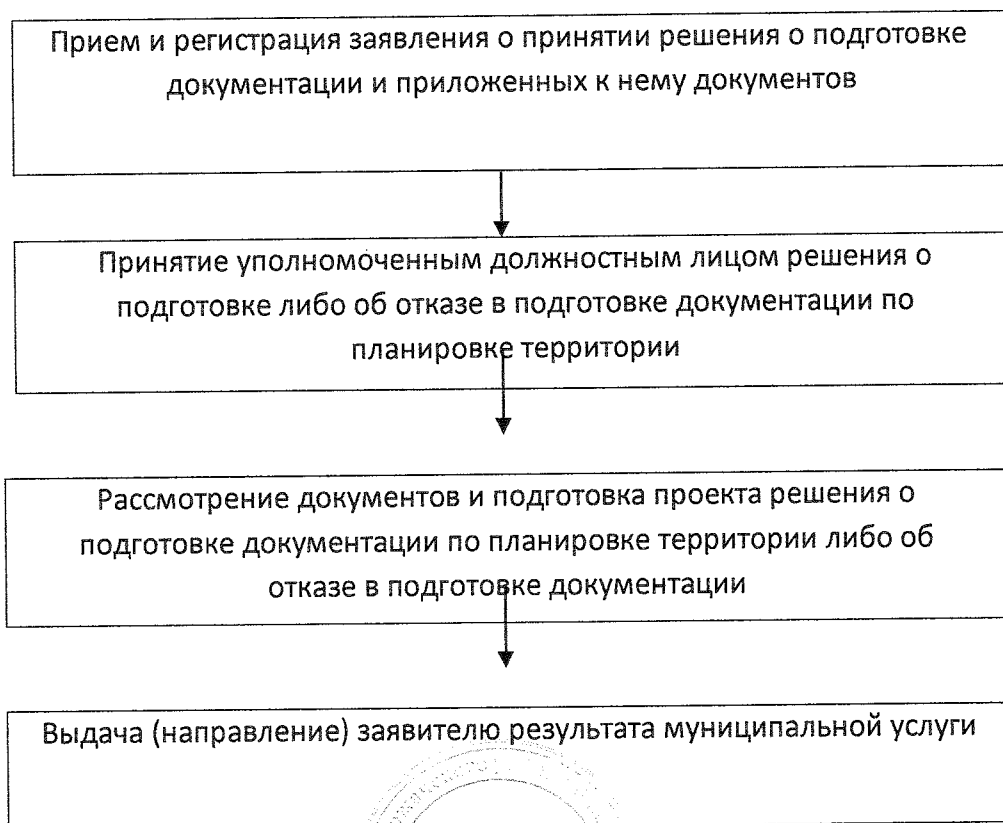 Прием и регистрация заявления о принятии решения о подготовке
документации и приложенных к нему документов
Принятие уполномоченным должностным лицом решения о
подготовке либо об отказе в подготовке документации по
планировке территории
Рассмотрение документов и подготовка проекта решения о
подготовке документации по планировке территории либо об
отказе в подготовке документации
Выдача (направление) заявителю результата муниципальной услуги